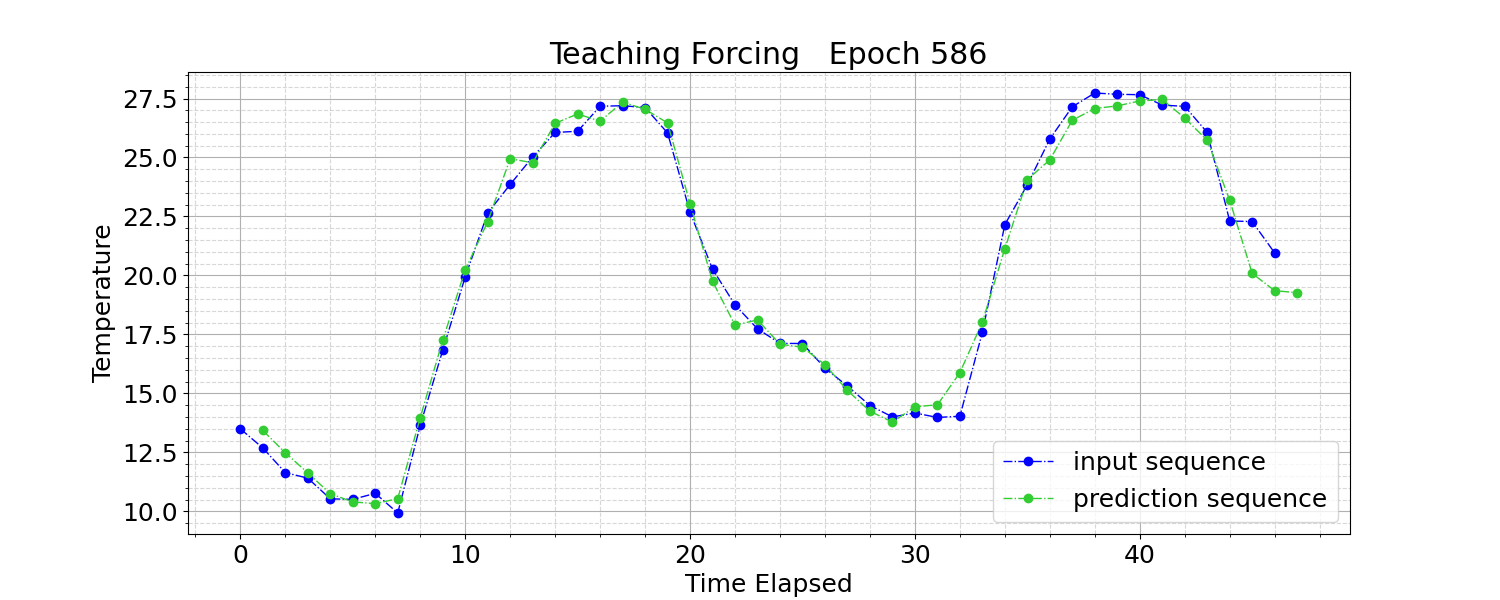 Teaching Forcing   Epoch 586
27.5
25.0
22.5
20.0
17.5
15.0
12.5
10.0
Temperature
0 10 20 30 40
Time Elapsed
input sequence
prediction sequence